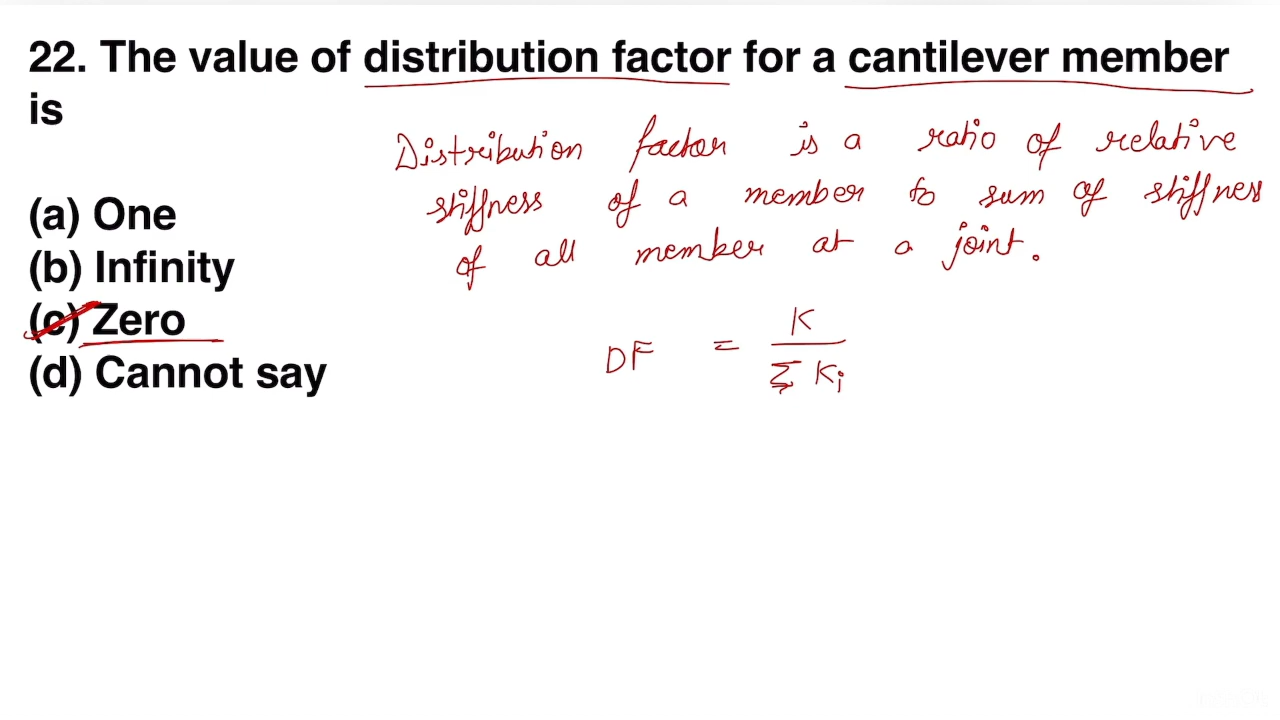 22. The value of distribution factor for a cantilever member
is
Distribution factor is a ratio of relative
stiffness of a member to sum of stiffness
of all member at a joint.
(a) One
(b) Infinity
(c) Zero
(d) Cannot say
DF = K / Σ Ki